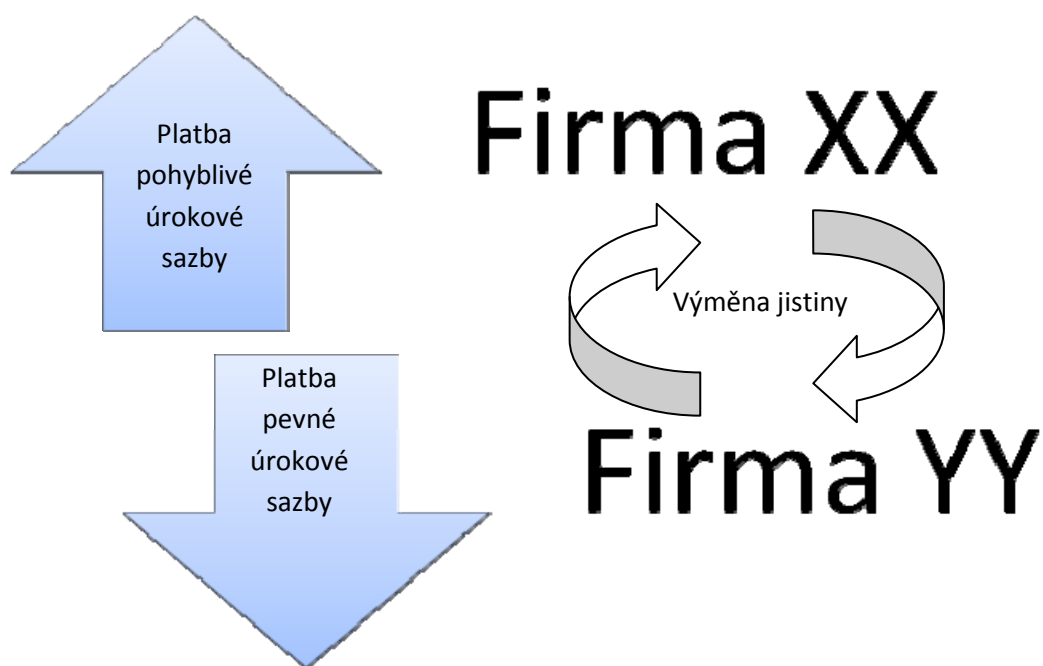 Platba
pohyblivé
úrokové
sazby
Firma XX
Výměna jistiny
Platba
pevné
úrokové
sazby
Firma YY